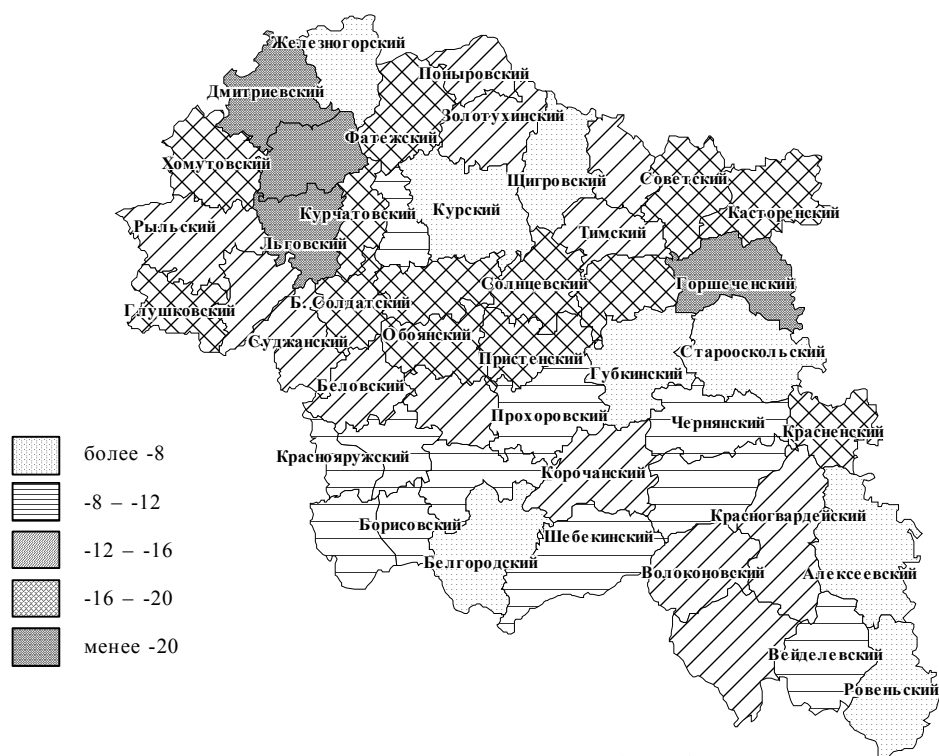 Железногорский
Поныровский
Дмитриевский
Золотухинский
Фатежский
Хомутовский
Щигровский
Советский
Курчатовский
Курский
Касторенский
Рыльский
Тимский
Льговский
Солнцевский
Горшеченский
Глушковский
Б. Солдатский
Обоянский
Суджанский
Пристенский
Старооскольский
Губкинский
Беловский
Прохоровский
Чернянский
Красненский
Краснояружский
Корочанский
Красногвардейский
Борисовский
Шебекинский
Белгородский
Волоконовский
Алексеевский
Вейделевский
Ровеньский
более -8
-8 – -12
-12 – -16
-16 – -20
менее -20